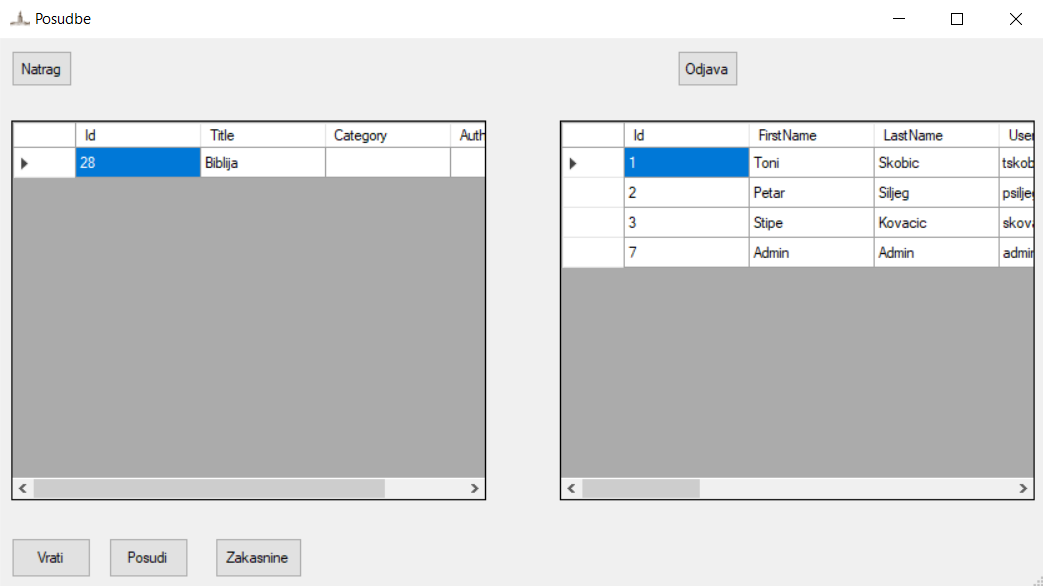 Posudbe
Natrag
Odjava
Id Title Category Auth
28 Biblija
Id FirstName LastName User
1 Toni Skobic tskob
2 Petar Siljeg psiljeg
3 Stipe Kovacic skova
7 Admin Admin admin
Vrati Posudi Zakasnine